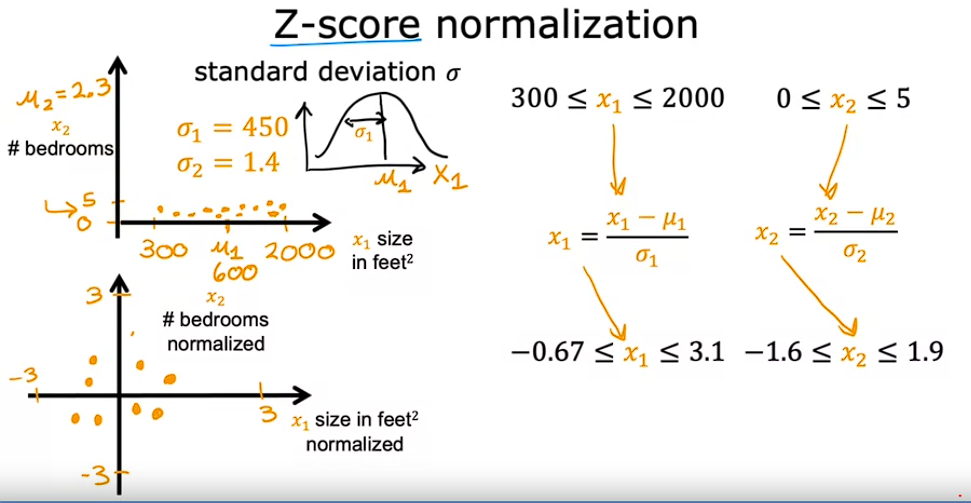 Z-score normalization
standard deviation σ
μ₂ = 2.3
x₂
# bedrooms
σ₁ = 450
σ₂ = 1.4
σ₁
μ₁
x₁
5
0
300
μ₁
2000
600
x₁ size
in feet²
300 ≤ x₁ ≤ 2000
0 ≤ x₂ ≤ 5
x₁ = (x₁ − μ₁) / σ₁
x₂ = (x₂ − μ₂) / σ₂
−0.67 ≤ x₁ ≤ 3.1
−1.6 ≤ x₂ ≤ 1.9
3
x₂
# bedrooms
normalized
−3
3
x₁ size in feet²
normalized
−3